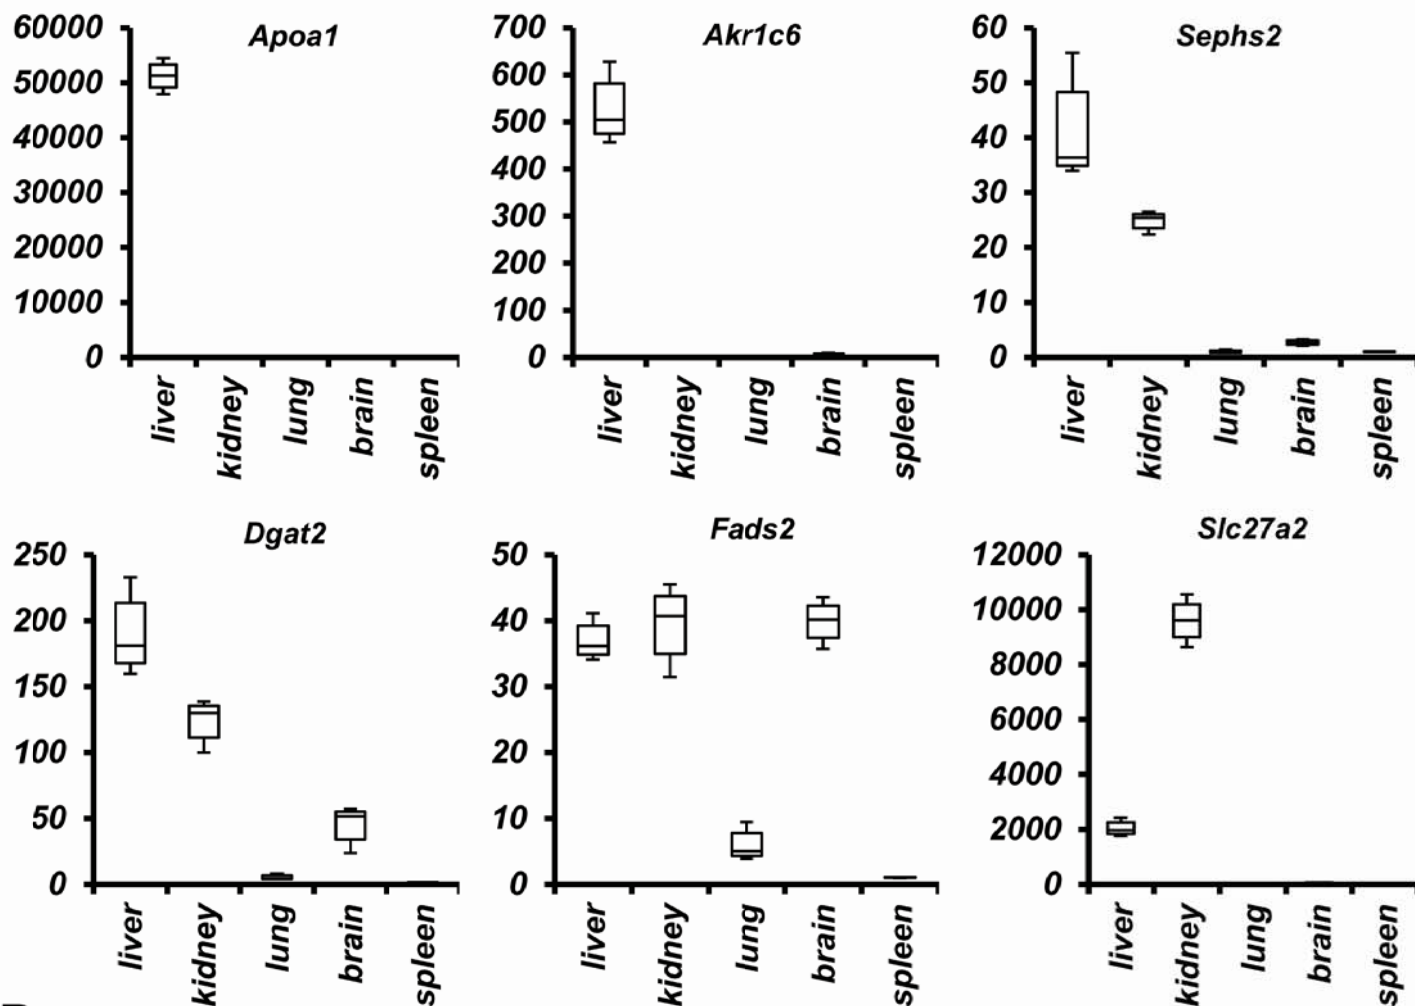 Apoa1
60000
50000
40000
30000
20000
10000
0
liver
kidney
lung
brain
spleen
Akr1c6
700
600
500
400
300
200
100
0
liver
kidney
lung
brain
spleen
Sephs2
60
50
40
30
20
10
0
liver
kidney
lung
brain
spleen
Dgat2
250
200
150
100
50
0
liver
kidney
lung
brain
spleen
Fads2
50
40
30
20
10
0
liver
kidney
lung
brain
spleen
Slc27a2
12000
10000
8000
6000
4000
2000
0
liver
kidney
lung
brain
spleen